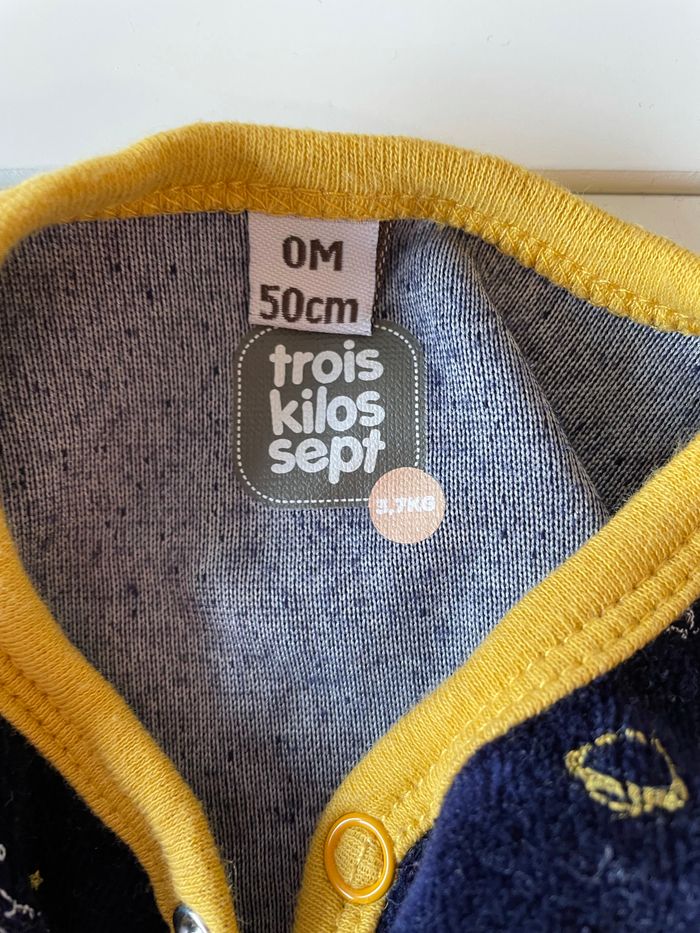 0M
50cm
trois
kilos
sept
3,7KG